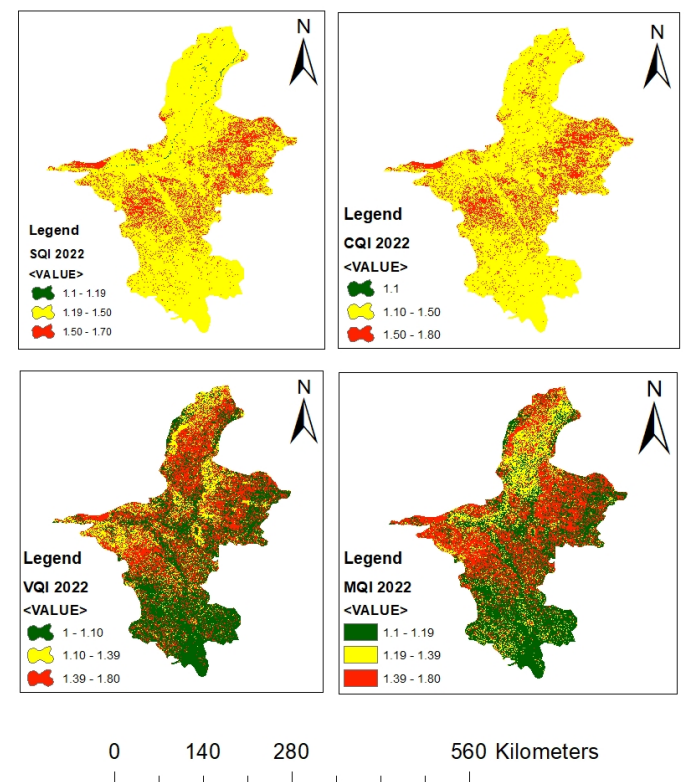 N
Legend
SQI 2022
<VALUE>
1.1 - 1.19
1.19 - 1.50
1.50 - 1.70
N
Legend
CQI 2022
<VALUE>
1.1
1.10 - 1.50
1.50 - 1.80
N
Legend
VQI 2022
<VALUE>
1 - 1.10
1.10 - 1.39
1.39 - 1.80
N
Legend
MQI 2022
<VALUE>
1.1 - 1.19
1.19 - 1.39
1.39 - 1.80
0 140 280 560 Kilometers